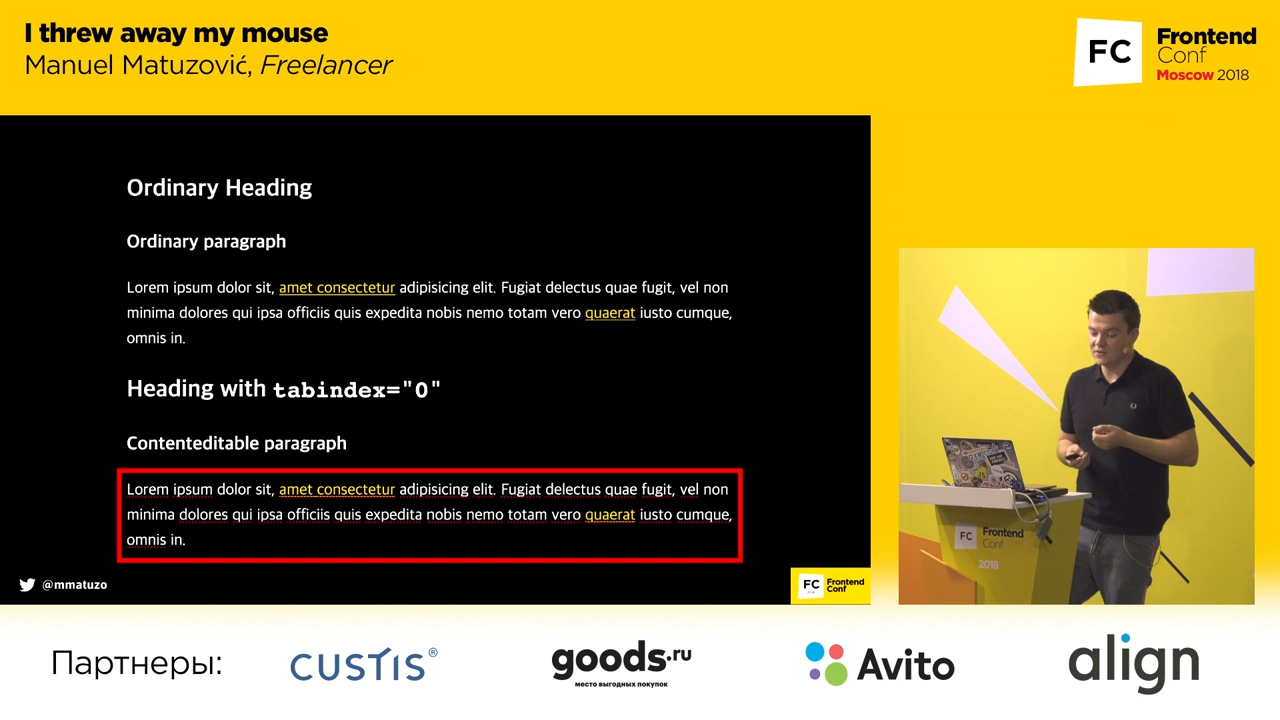 I threw away my mouse
Manuel Matuzović, Freelancer
FC
Frontend
Conf
Moscow 2018
Ordinary Heading
Ordinary paragraph
Lorem ipsum dolor sit, amet consectetur adipisicing elit. Fugiat delectus quae fugit, vel non
minima dolores qui ipsa officiis quis expedita nobis nemo totam vero quaerat iusto cumque,
omnis in.
Heading with tabindex="0"
Contenteditable paragraph
Lorem ipsum dolor sit, amet consectetur adipisicing elit. Fugiat delectus quae fugit, vel non
minima dolores qui ipsa officiis quis expedita nobis nemo totam vero quaerat iusto cumque,
omnis in.
@mmatuzo
FC
Frontend
Conf
FC
Frontend
Conf
2018
Партнеры:
CUSTIS®
goods.ru
место выгодных покупок
Avito
align